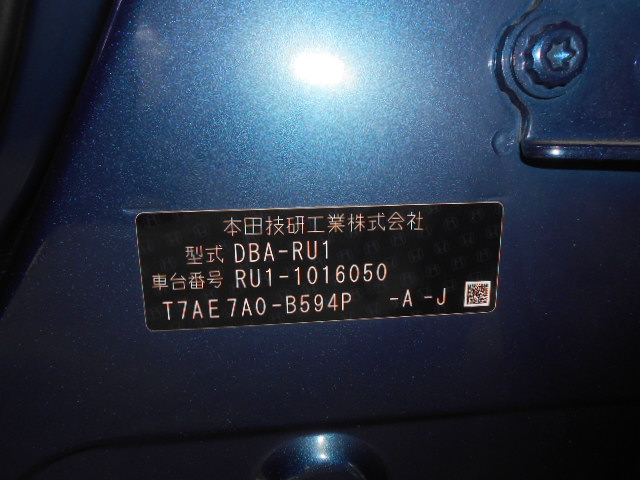 本田技研工業株式会社
型式 DBA-RU1
車台番号 RU1-1016050
T7AE7A0-B594P -A -J